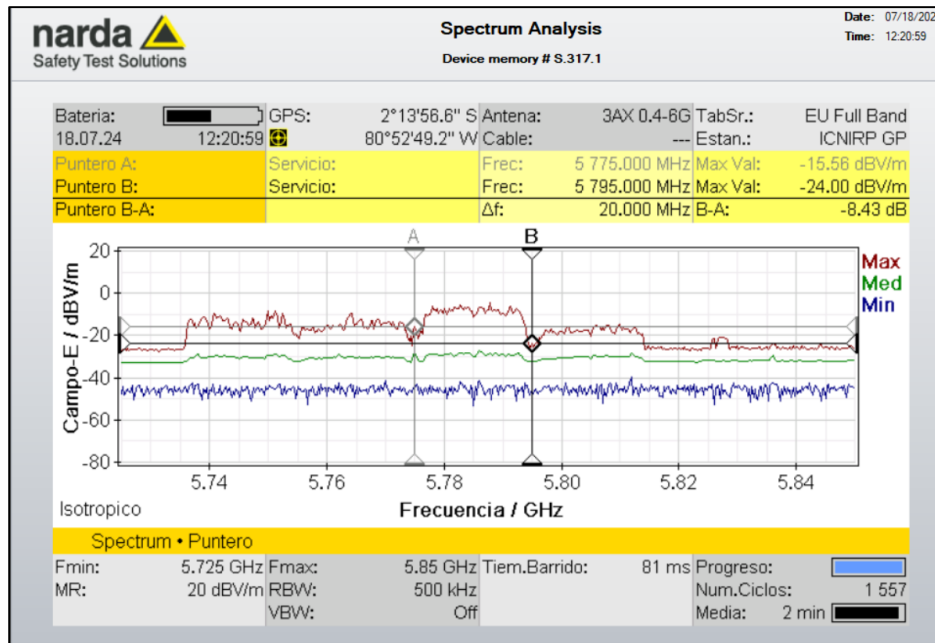 narda
Safety Test Solutions
Spectrum Analysis
Device memory # S.317.1
Date: 07/18/202
Time: 12:20:59
Bateria: GPS: 2°13'56.6" S Antena: 3AX 0.4-6G TabSr.: EU Full Band
18.07.24 12:20:59 80°52'49.2" W Cable: --- Estan.: ICNIRP GP
Puntero A: Servicio: Frec: 5 775.000 MHz Max Val: -15.56 dBV/m
Puntero B: Servicio: Frec: 5 795.000 MHz Max Val: -24.00 dBV/m
Puntero B-A: Δf: 20.000 MHz B-A: -8.43 dB
A B
20
0
-20
-40
-60
-80
Campo-E / dBV/m
Max
Med
Min
5.74 5.76 5.78 5.80 5.82 5.84
Isotropico Frecuencia / GHz
Spectrum • Puntero
Fmin: 5.725 GHz Fmax: 5.85 GHz Tiem.Barrido: 81 ms Progreso:
MR: 20 dBV/m RBW: 500 kHz Num.Ciclos: 1 557
VBW: Off Media: 2 min